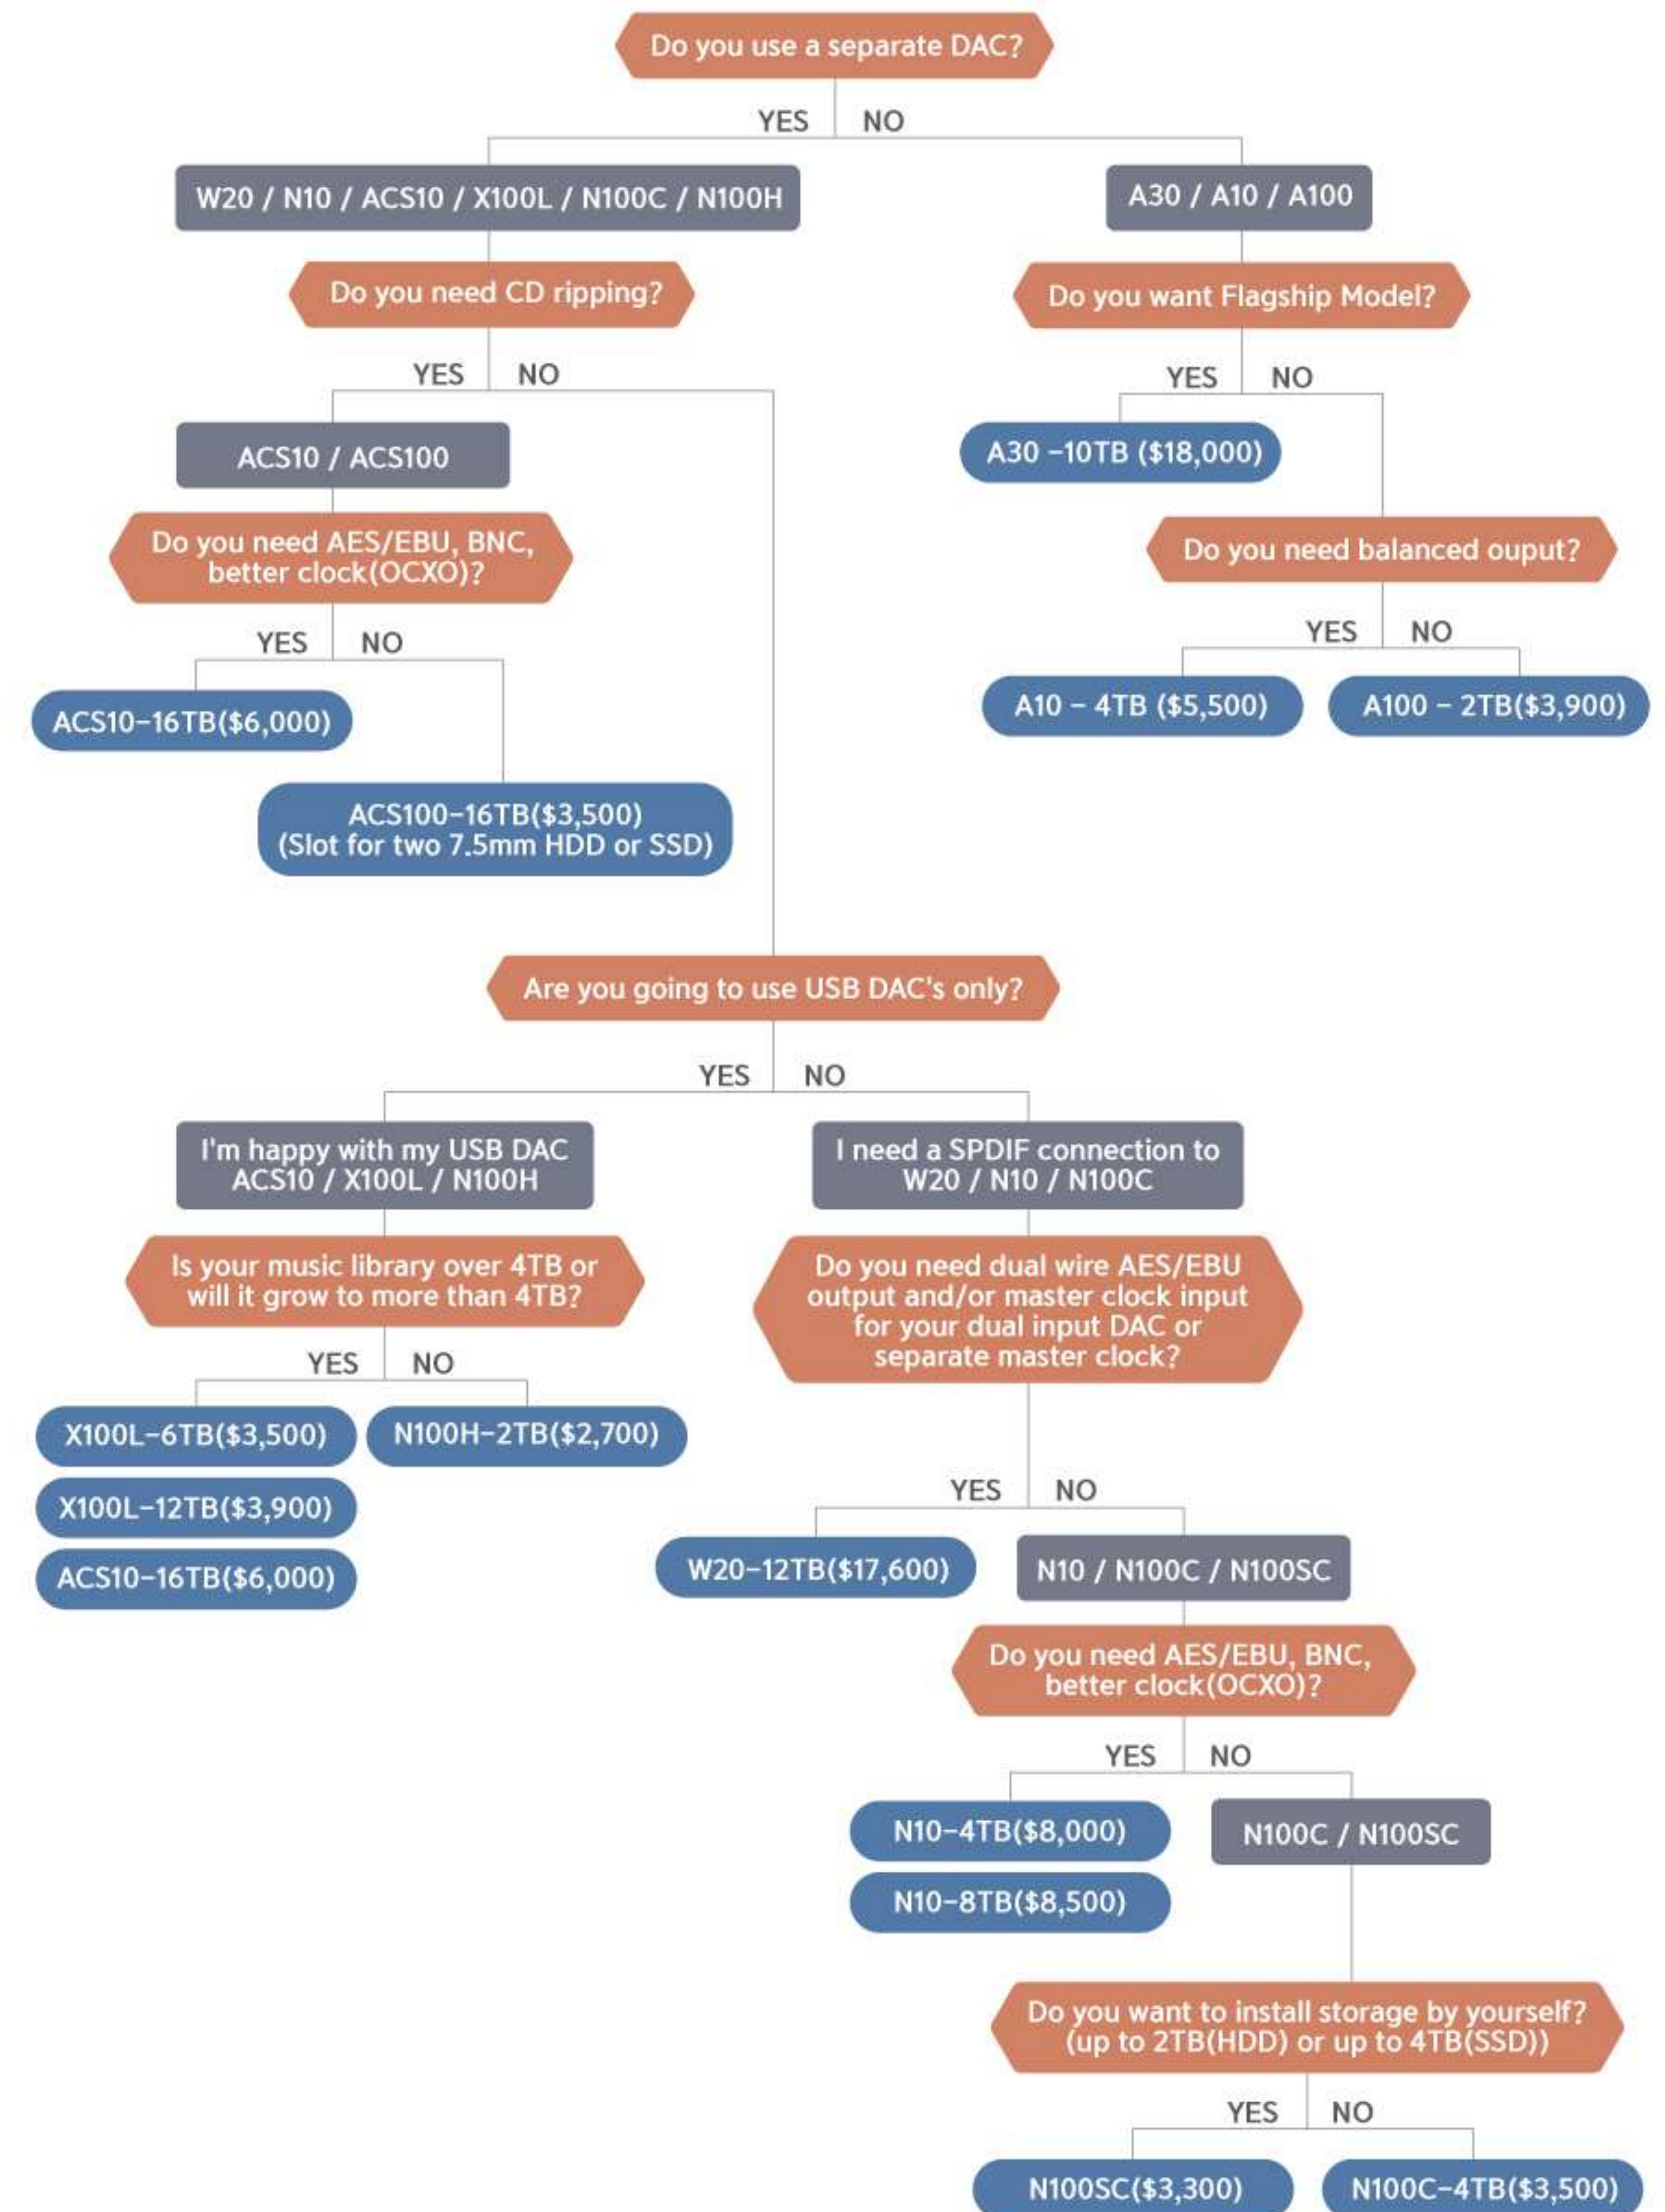 Do you use a separate DAC?
YES
NO
W20 / N10 / ACS10 / X100L / N100C / N100H
A30 / A10 / A100
Do you need CD ripping?
Do you want Flagship Model?
YES
NO
YES
NO
ACS10 / ACS100
A30 –10TB ($18,000)
Do you need AES/EBU, BNC,
better clock(OCXO)?
Do you need balanced ouput?
YES
NO
YES
NO
ACS10–16TB($6,000)
A10 – 4TB ($5,500)
A100 – 2TB($3,900)
ACS100–16TB($3,500)
(Slot for two 7.5mm HDD or SSD)
Are you going to use USB DAC's only?
YES
NO
I'm happy with my USB DAC
ACS10 / X100L / N100H
I need a SPDIF connection to
W20 / N10 / N100C
Is your music library over 4TB or
will it grow to more than 4TB?
Do you need dual wire AES/EBU
output and/or master clock input
for your dual input DAC or
separate master clock?
YES
NO
X100L–6TB($3,500)
N100H–2TB($2,700)
X100L–12TB($3,900)
ACS10–16TB($6,000)
YES
NO
W20–12TB($17,600)
N10 / N100C / N100SC
Do you need AES/EBU, BNC,
better clock(OCXO)?
YES
NO
N10–4TB($8,000)
N100C / N100SC
N10–8TB($8,500)
Do you want to install storage by yourself?
(up to 2TB(HDD) or up to 4TB(SSD))
YES
NO
N100SC($3,300)
N100C–4TB($3,500)